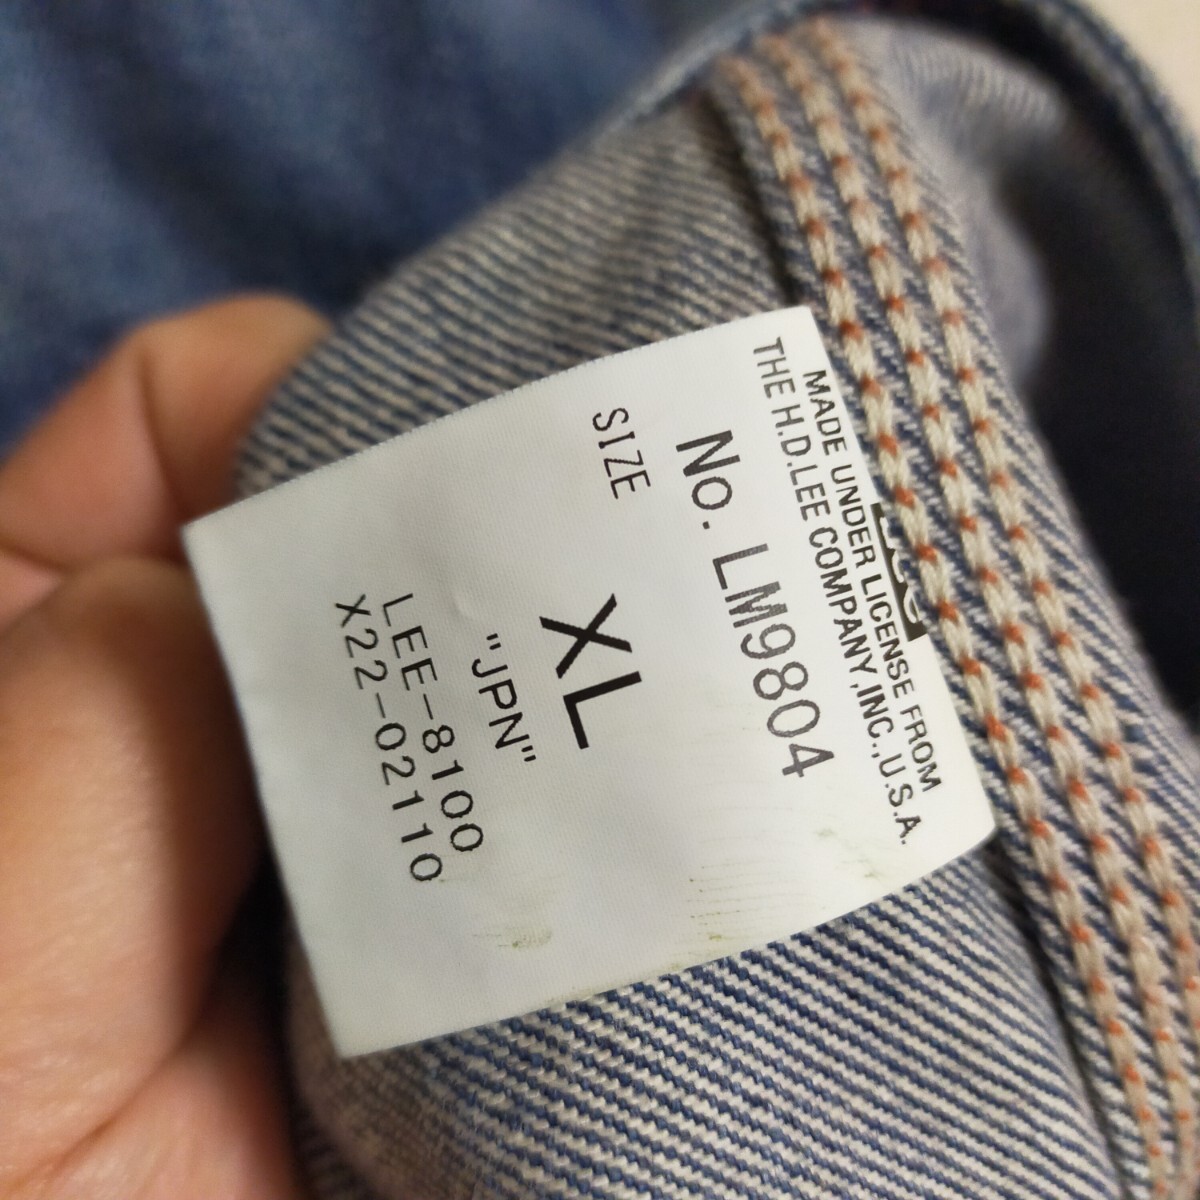 MADE UNDER LICENSE FROM
THE H.D.LEE COMPANY,INC.,U.S.A.
No. LM9804
SIZE XL
"JPN"
LEE-8100
X22-02110